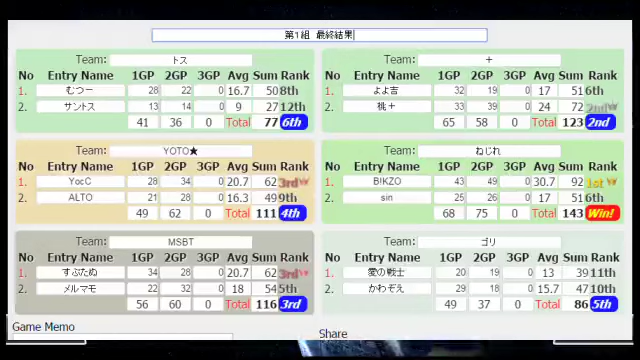 第1組 最終結果
Team: トス
No Entry Name 1GP 2GP 3GP Avg Sum Rank
1. むつー 28 22 0 16.7 50 8th
2. サントス 13 14 0 9 27 12th
41 36 0 Total 77 6th
Team: +
No Entry Name 1GP 2GP 3GP Avg Sum Rank
1. よよ吉 32 19 0 17 51 6th
2. 桃+ 33 39 0 24 72 2nd
65 58 0 Total 123 2nd
Team: YOTO★
No Entry Name 1GP 2GP 3GP Avg Sum Rank
1. YocC 28 34 0 20.7 62 3rd
2. ALTO 21 28 0 16.3 49 9th
49 62 0 Total 111 4th
Team: ねじれ
No Entry Name 1GP 2GP 3GP Avg Sum Rank
1. B!KZO 43 49 0 30.7 92 1st
2. sin 25 26 0 17 51 6th
68 75 0 Total 143 Win!
Team: MSBT
No Entry Name 1GP 2GP 3GP Avg Sum Rank
1. すぷたぬ 34 28 0 20.7 62 3rd
2. メルマモ 22 32 0 18 54 5th
56 60 0 Total 116 3rd
Team: ゴリ
No Entry Name 1GP 2GP 3GP Avg Sum Rank
1. 愛の戦士 20 19 0 13 39 11th
2. かわぞえ 29 18 0 15.7 47 10th
49 37 0 Total 86 5th
Game Memo
Share